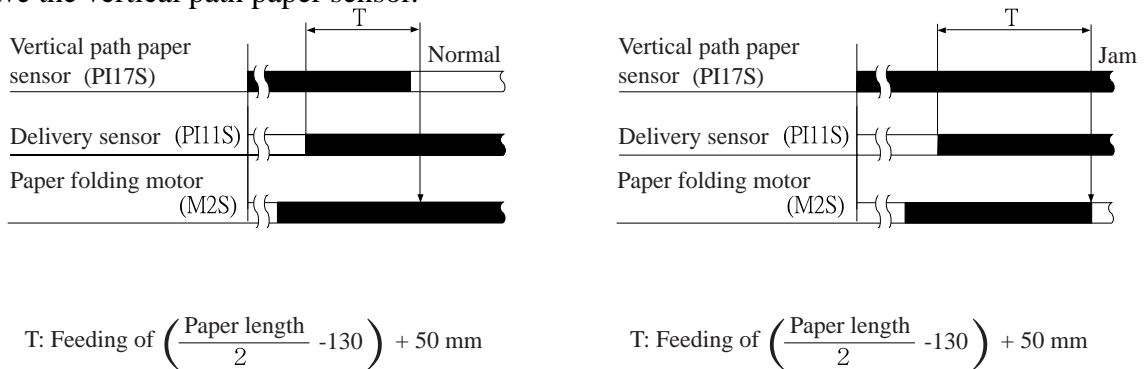 the vertical path paper sensor.
T
Normal
Vertical path paper
sensor (PI17S)
Delivery sensor (PI11S)
Paper folding motor
(M2S)
T: Feeding of (Paper length/2 -130) + 50 mm
T
Jam
Vertical path paper
sensor (PI17S)
Delivery sensor (PI11S)
Paper folding motor
(M2S)
T: Feeding of (Paper length/2 -130) + 50 mm